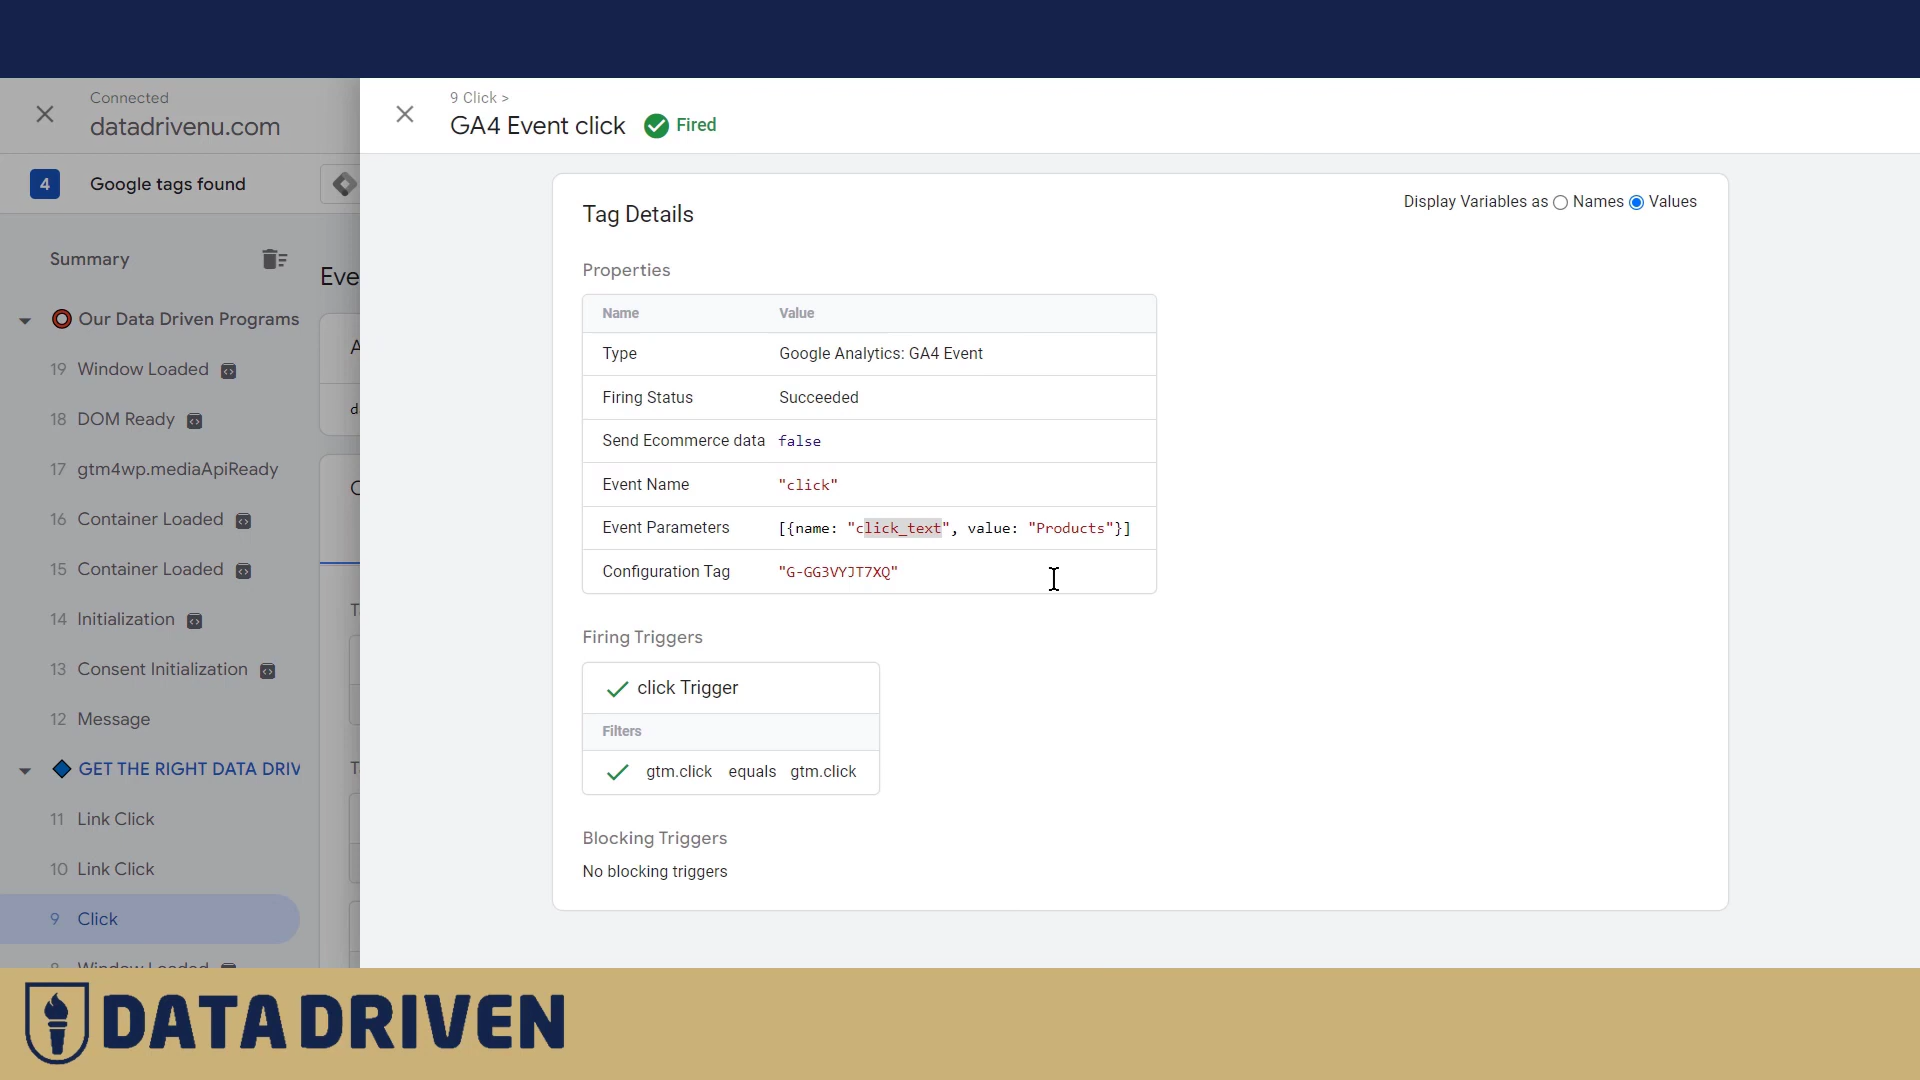 Connected
datadrivenu.com
4 Google tags found
Summary
Our Data Driven Programs
19 Window Loaded
18 DOM Ready
17 gtm4wp.mediaApiReady
16 Container Loaded
15 Container Loaded
14 Initialization
13 Consent Initialization
12 Message
GET THE RIGHT DATA DRIV
11 Link Click
10 Link Click
9 Click
8 Window Loaded
Eve
9 Click >
GA4 Event click Fired
Tag Details
Display Variables as Names Values
Properties
Name Value
Type Google Analytics: GA4 Event
Firing Status Succeeded
Send Ecommerce data false
Event Name "click"
Event Parameters [{name: "click_text", value: "Products"}]
Configuration Tag "G-GG3VYJT7XQ"
Firing Triggers
click Trigger
Filters
gtm.click equals gtm.click
Blocking Triggers
No blocking triggers
DATA DRIVEN